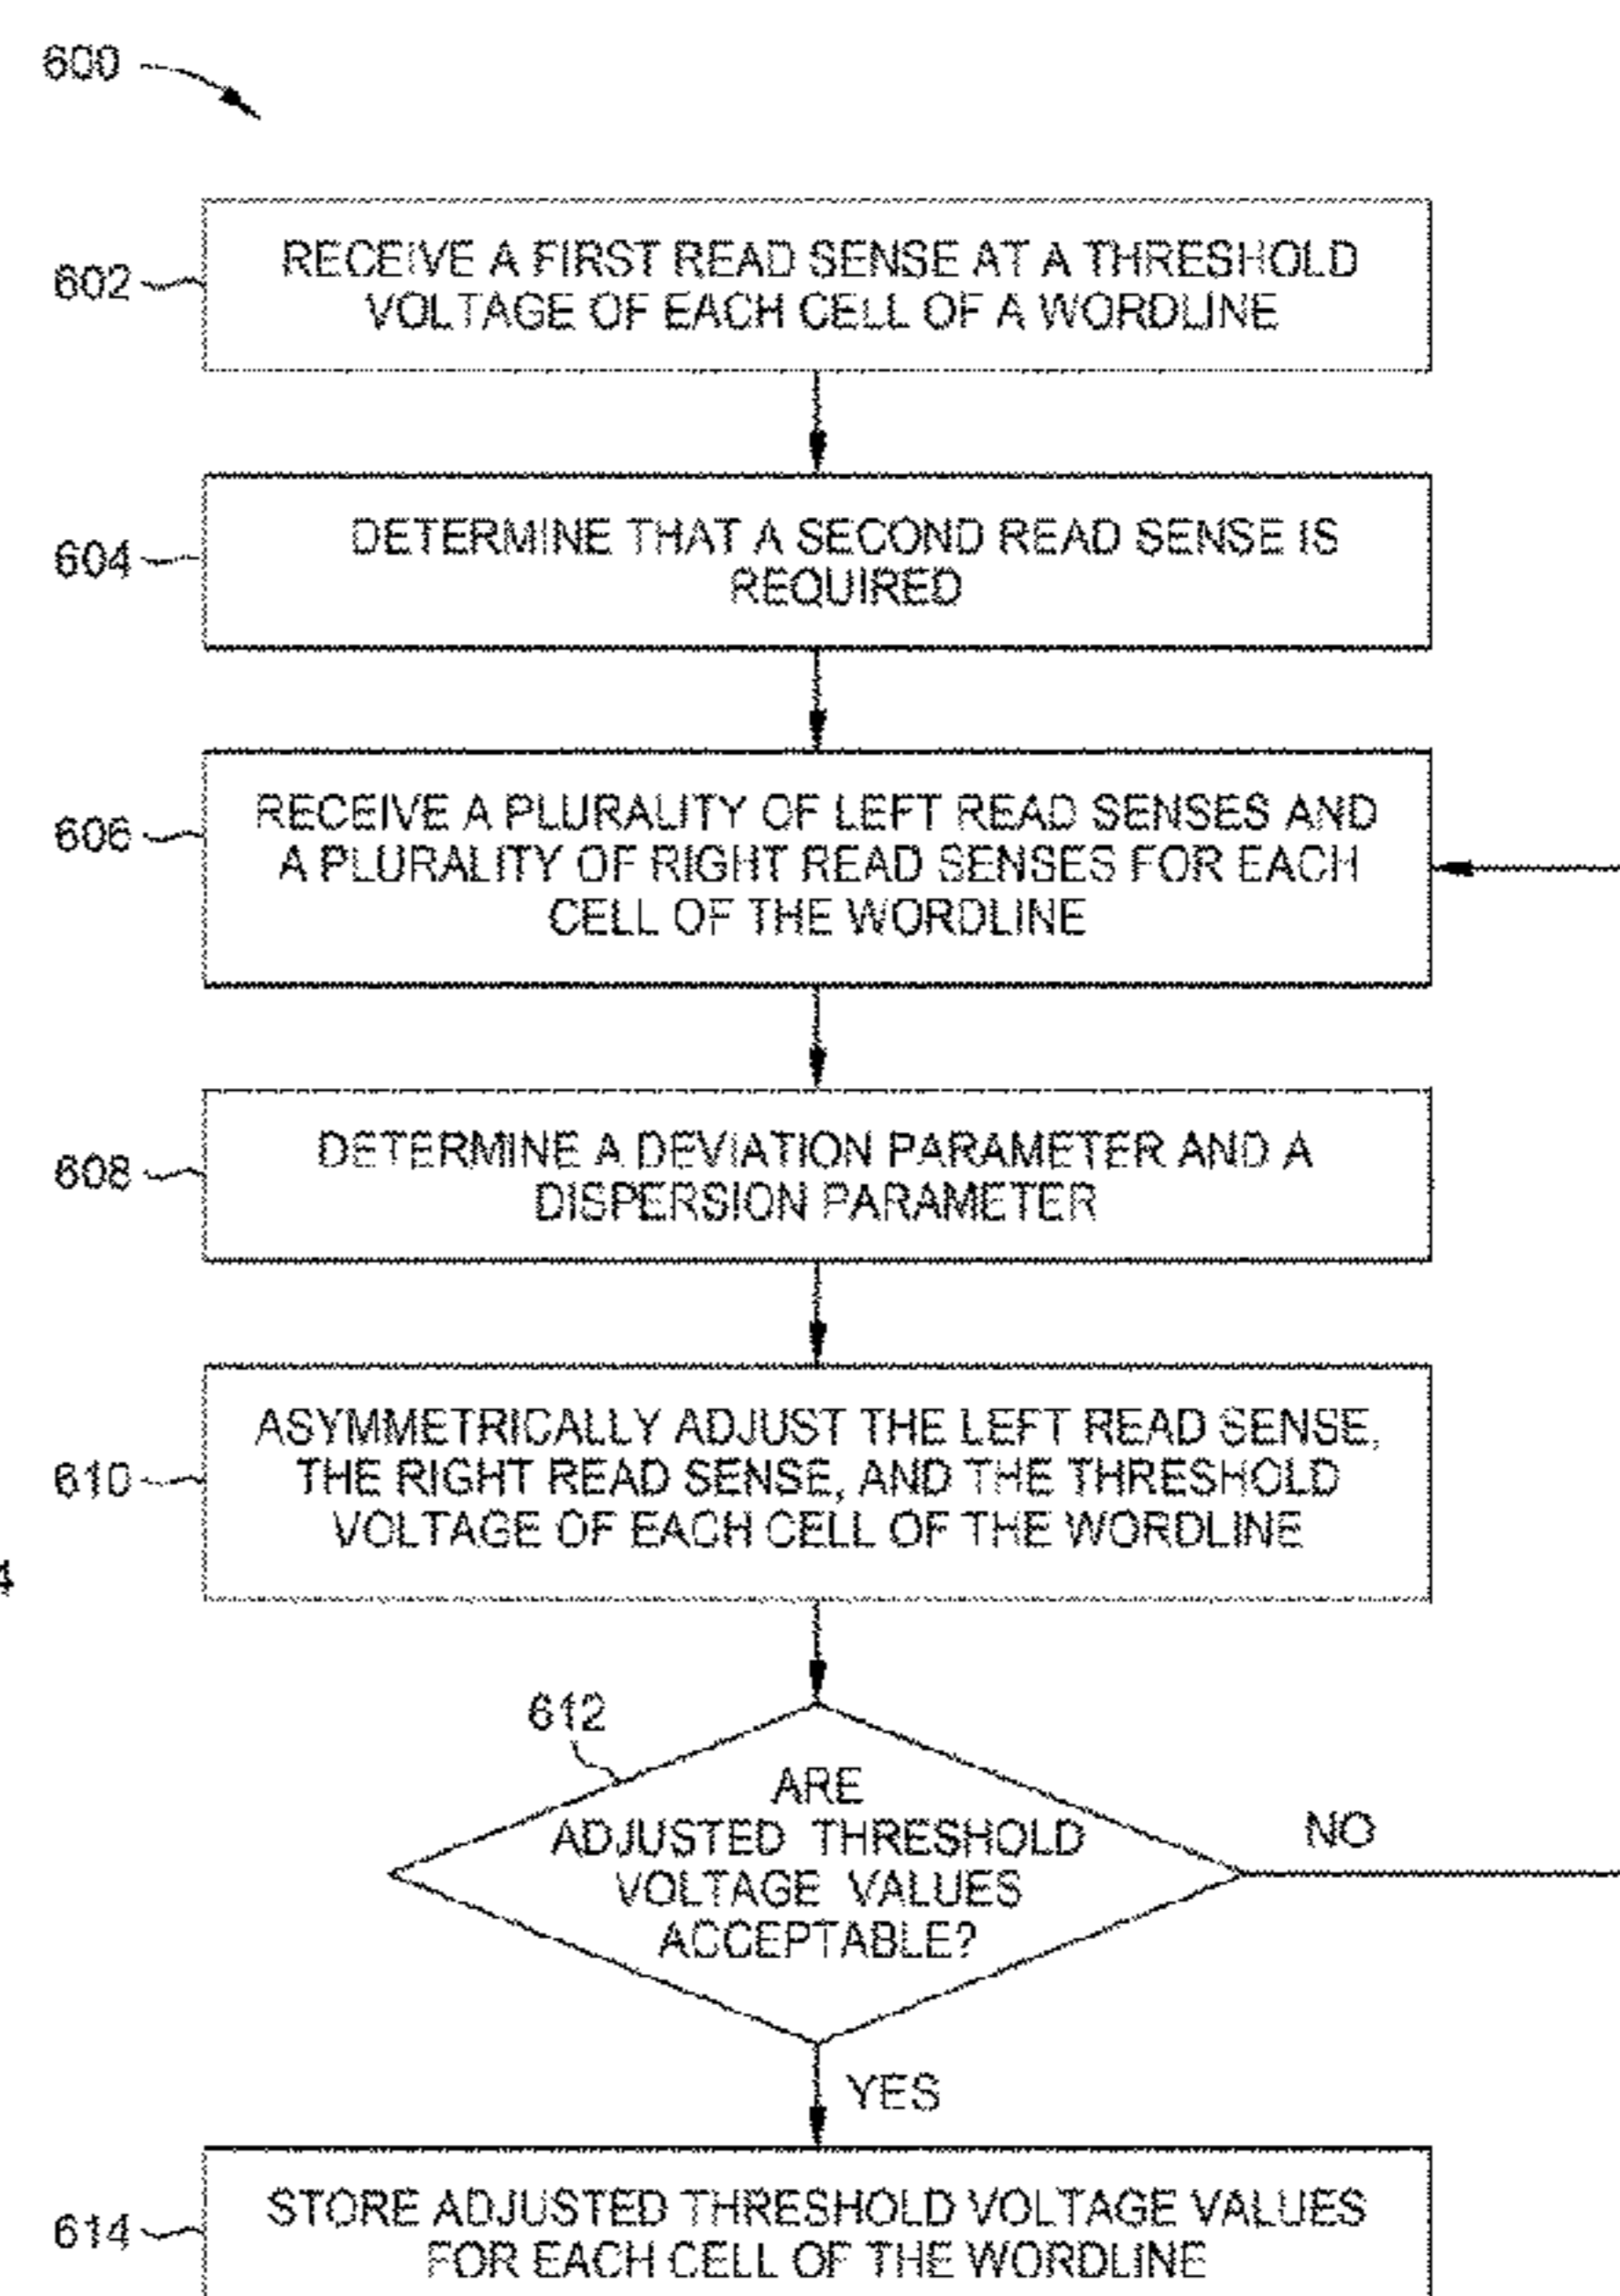 600
602
RECEIVE A FIRST READ SENSE AT A THRESHOLD
VOLTAGE OF EACH CELL OF A WORDLINE
604
DETERMINE THAT A SECOND READ SENSE IS
REQUIRED
606
RECEIVE A PLURALITY OF LEFT READ SENSES AND
A PLURALITY OF RIGHT READ SENSES FOR EACH
CELL OF THE WORDLINE
608
DETERMINE A DEVIATION PARAMETER AND A
DISPERSION PARAMETER
610
ASYMMETRICALLY ADJUST THE LEFT READ SENSE,
THE RIGHT READ SENSE, AND THE THRESHOLD
VOLTAGE OF EACH CELL OF THE WORDLINE
4
612
ARE
ADJUSTED THRESHOLD
VOLTAGE VALUES
ACCEPTABLE?
NO
YES
614
STORE ADJUSTED THRESHOLD VOLTAGE VALUES
FOR EACH CELL OF THE WORDLINE